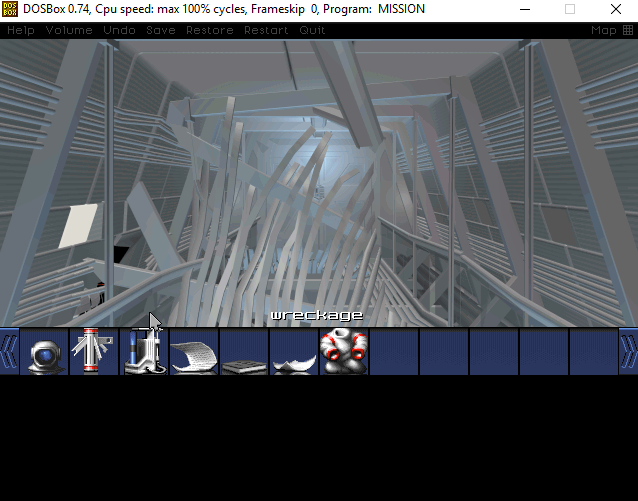 DOSBox 0.74, Cpu speed: max 100% cycles, Frameskip 0, Program: MISSION
Help Volume Undo Save Restore Restart Quit Map
wreckage